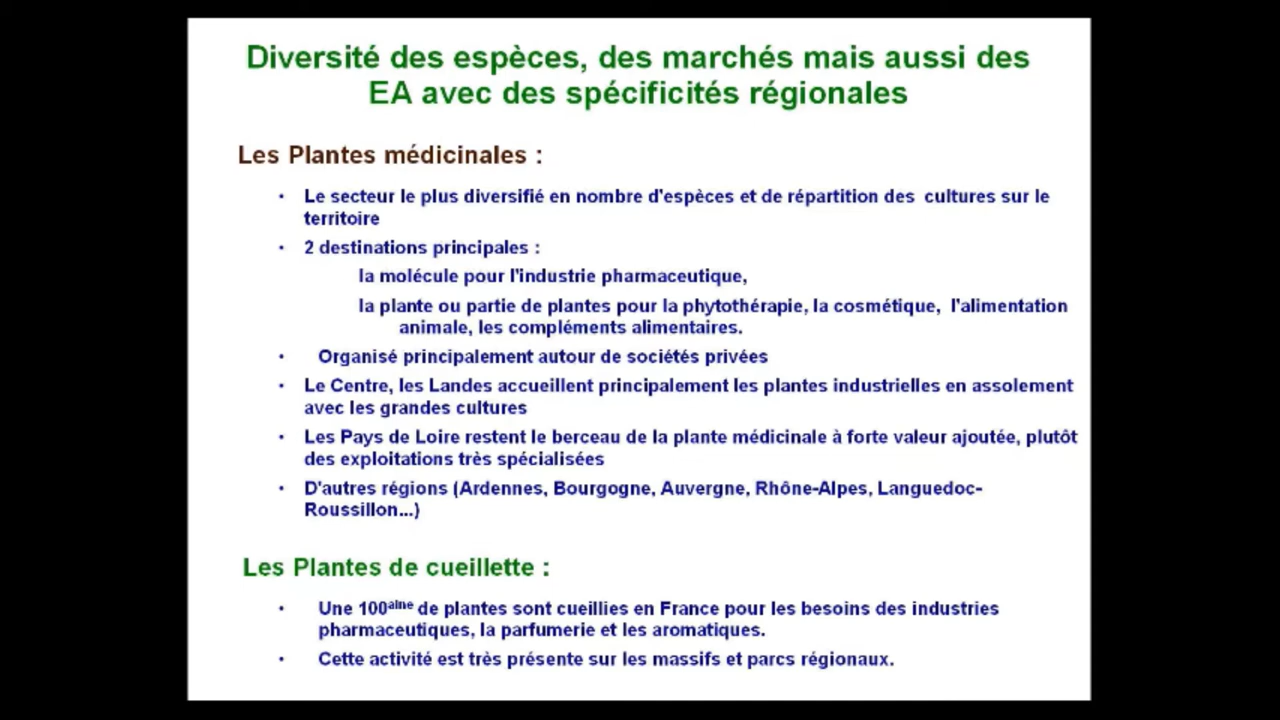 Diversité des espèces, des marchés mais aussi des
EA avec des spécificités régionales
Les Plantes médicinales :
• Le secteur le plus diversifié en nombre d'espèces et de répartition des cultures sur le
territoire
• 2 destinations principales :
la molécule pour l'industrie pharmaceutique,
la plante ou partie de plantes pour la phytothérapie, la cosmétique, l'alimentation
animale, les compléments alimentaires.
• Organisé principalement autour de sociétés privées
• Le Centre, les Landes accueillent principalement les plantes industrielles en assolement
avec les grandes cultures
• Les Pays de Loire restent le berceau de la plante médicinale à forte valeur ajoutée, plutôt
des exploitations très spécialisées
• D'autres régions (Ardennes, Bourgogne, Auvergne, Rhône-Alpes, Languedoc-
Roussillon...)
Les Plantes de cueillette :
• Une 100aine de plantes sont cueillies en France pour les besoins des industries
pharmaceutiques, la parfumerie et les aromatiques.
• Cette activité est très présente sur les massifs et parcs régionaux.